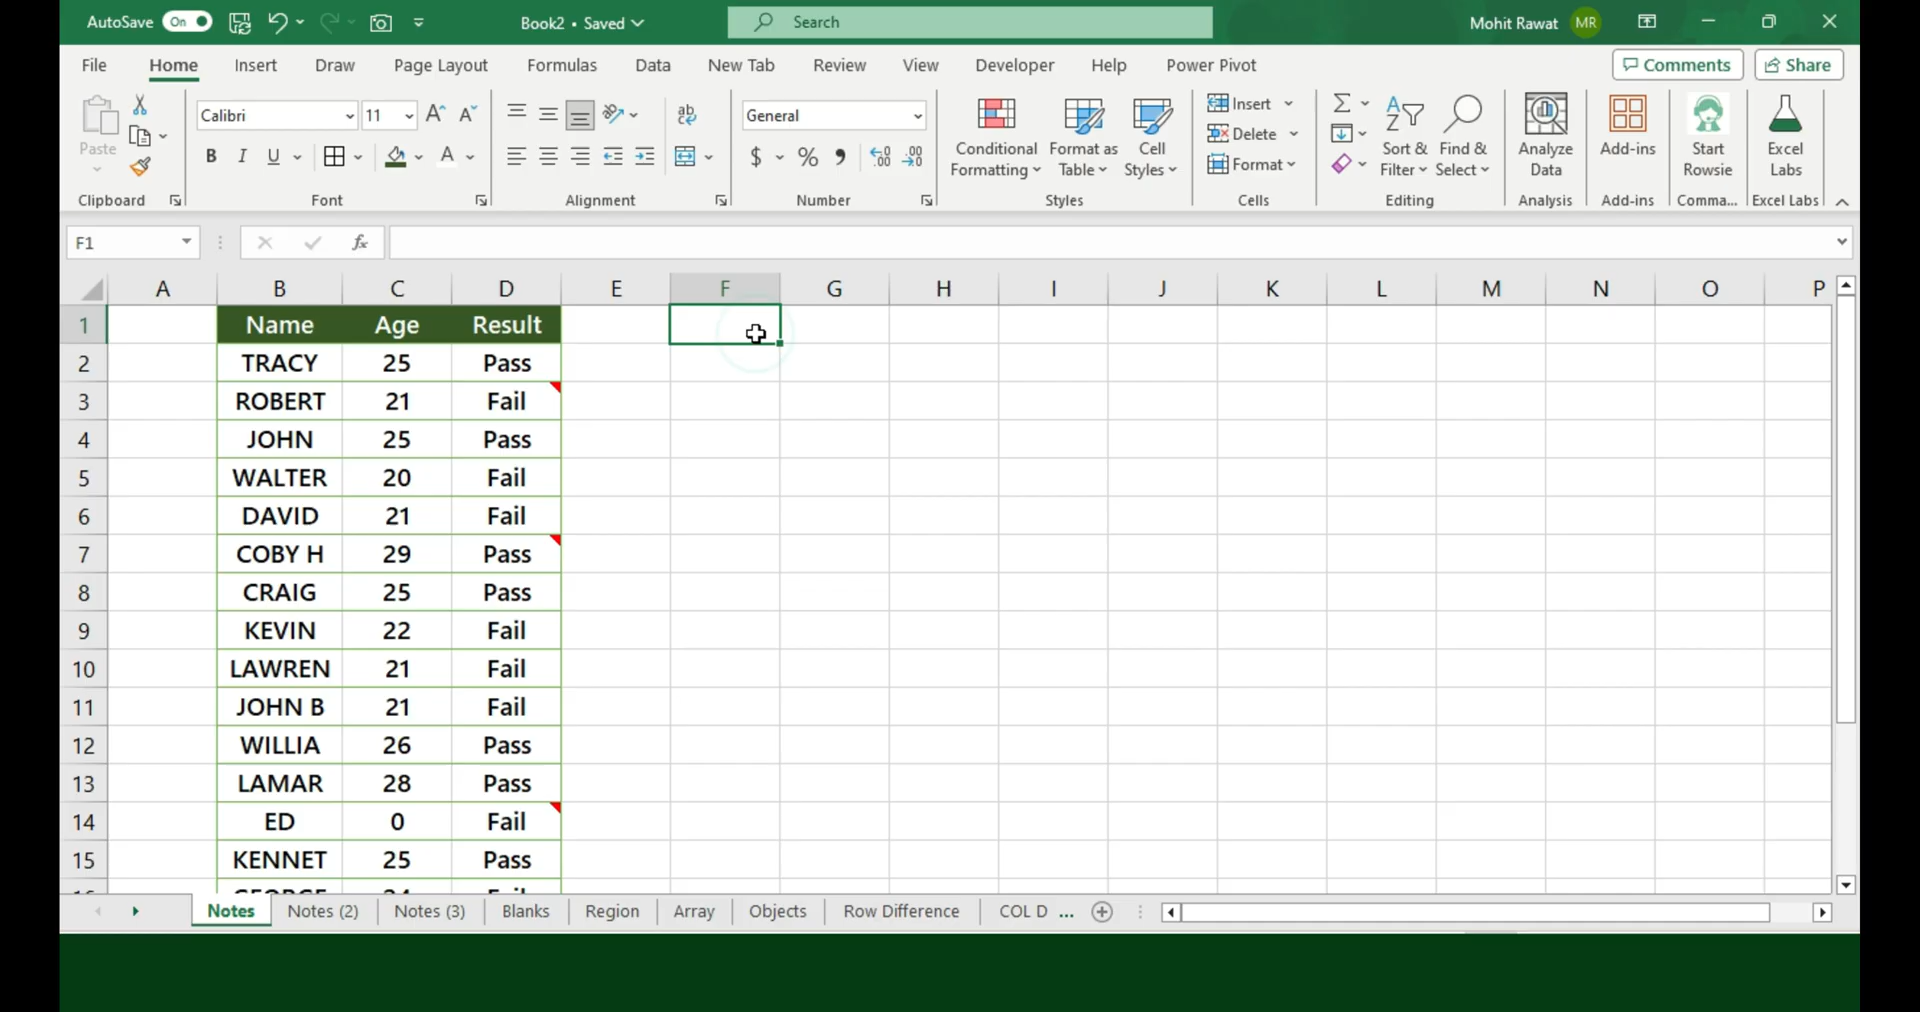 AutoSave On Book2 • Saved Search Mohit Rawat MR
File Home Insert Draw Page Layout Formulas Data New Tab Review View Developer Help Power Pivot Comments Share
Paste
Clipboard
Calibri 11
B I U A
Font
Alignment
General
$ % 9
Number
Conditional Formatting
Format as Table
Cell Styles
Styles
Insert
Delete
Format
Cells
Sort & Filter
Find & Select
Editing
Analyze Data
Analysis
Add-ins
Add-ins
Start Rowsie
Comma...
Excel Labs
Excel Labs
F1 fx
A B C D E F G H I J K L M N O P
1 Name Age Result
2 TRACY 25 Pass
3 ROBERT 21 Fail
4 JOHN 25 Pass
5 WALTER 20 Fail
6 DAVID 21 Fail
7 COBY H 29 Pass
8 CRAIG 25 Pass
9 KEVIN 22 Fail
10 LAWREN 21 Fail
11 JOHN B 21 Fail
12 WILLIA 26 Pass
13 LAMAR 28 Pass
14 ED 0 Fail
15 KENNET 25 Pass
Notes Notes (2) Notes (3) Blanks Region Array Objects Row Difference COL D ...